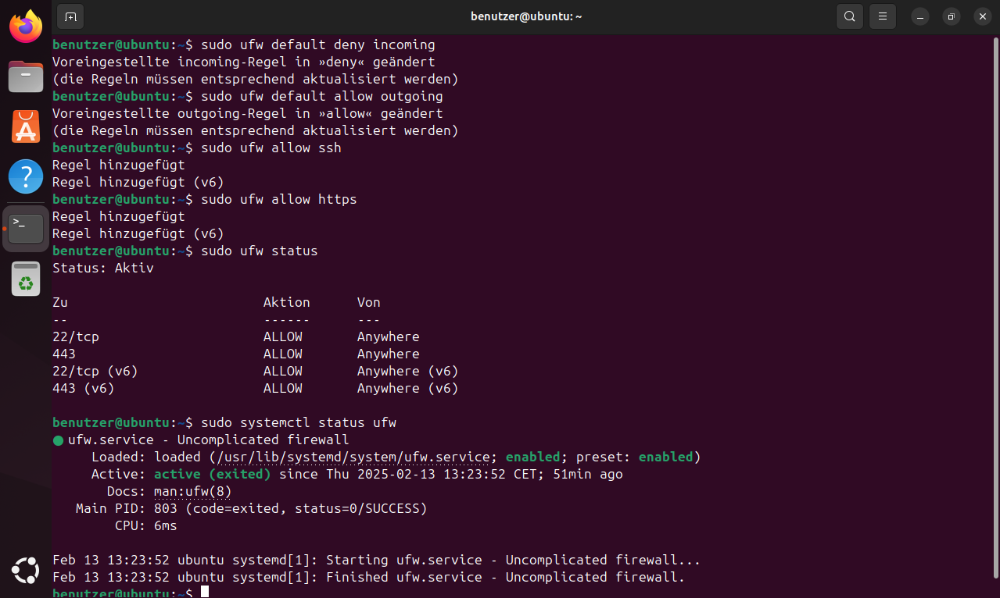 benutzer@ubuntu: ~
benutzer@ubuntu:~$ sudo ufw default deny incoming
Voreingestellte incoming-Regel in »deny« geändert
(die Regeln müssen entsprechend aktualisiert werden)
benutzer@ubuntu:~$ sudo ufw default allow outgoing
Voreingestellte outgoing-Regel in »allow« geändert
(die Regeln müssen entsprechend aktualisiert werden)
benutzer@ubuntu:~$ sudo ufw allow ssh
Regel hinzugefügt
Regel hinzugefügt (v6)
benutzer@ubuntu:~$ sudo ufw allow https
Regel hinzugefügt
Regel hinzugefügt (v6)
benutzer@ubuntu:~$ sudo ufw status
Status: Aktiv
Zu                         Aktion      Von
--                         ------      ---
22/tcp                     ALLOW       Anywhere
443                        ALLOW       Anywhere
22/tcp (v6)                ALLOW       Anywhere (v6)
443 (v6)                   ALLOW       Anywhere (v6)
benutzer@ubuntu:~$ sudo systemctl status ufw
● ufw.service - Uncomplicated firewall
     Loaded: loaded (/usr/lib/systemd/system/ufw.service; enabled; preset: enabled)
     Active: active (exited) since Thu 2025-02-13 13:23:52 CET; 51min ago
       Docs: man:ufw(8)
   Main PID: 803 (code=exited, status=0/SUCCESS)
        CPU: 6ms
Feb 13 13:23:52 ubuntu systemd[1]: Starting ufw.service - Uncomplicated firewall...
Feb 13 13:23:52 ubuntu systemd[1]: Finished ufw.service - Uncomplicated firewall.
benutzer@ubuntu:~$